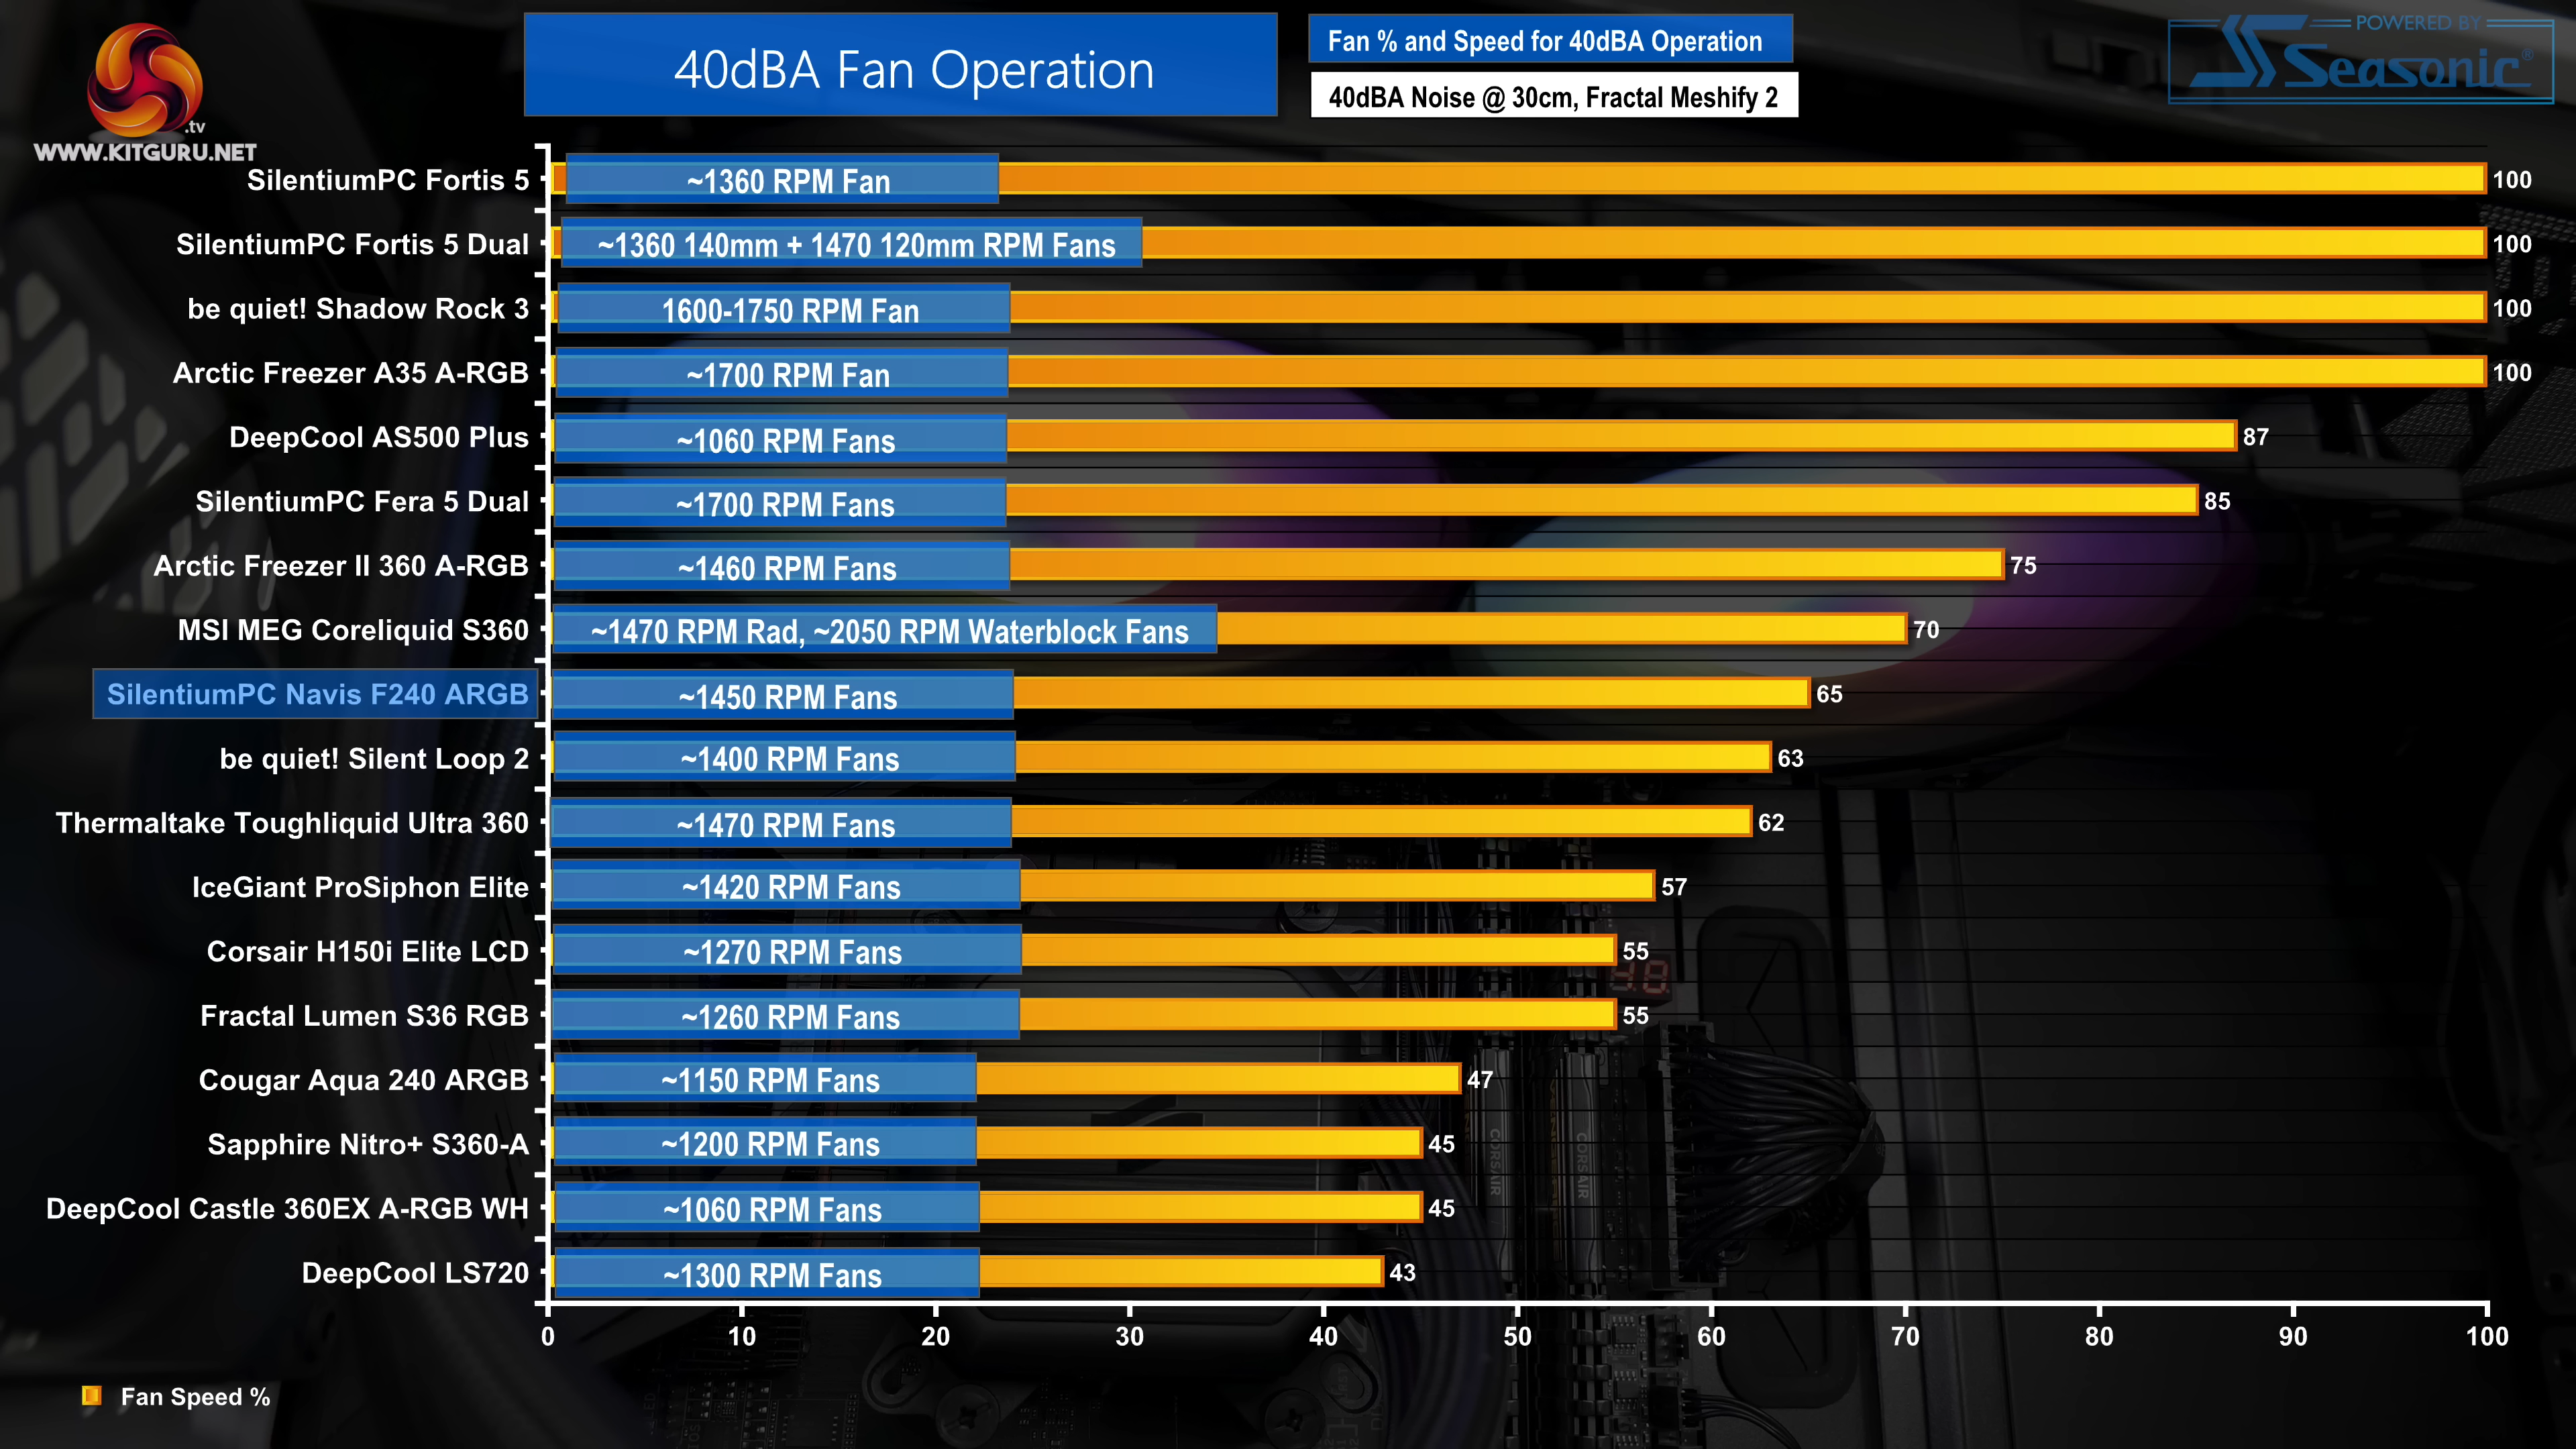 .tv
WWW.KITGURU.NET
40dBA Fan Operation
Fan % and Speed for 40dBA Operation
40dBA Noise @ 30cm, Fractal Meshify 2
POWERED BY
Seasonic®
SilentiumPC Fortis 5 ~1360 RPM Fan 100
SilentiumPC Fortis 5 Dual ~1360 140mm + 1470 120mm RPM Fans 100
be quiet! Shadow Rock 3 1600-1750 RPM Fan 100
Arctic Freezer A35 A-RGB ~1700 RPM Fan 100
DeepCool AS500 Plus ~1060 RPM Fans 87
SilentiumPC Fera 5 Dual ~1700 RPM Fans 85
Arctic Freezer II 360 A-RGB ~1460 RPM Fans 75
MSI MEG Coreliquid S360 ~1470 RPM Rad, ~2050 RPM Waterblock Fans 70
SilentiumPC Navis F240 ARGB ~1450 RPM Fans 65
be quiet! Silent Loop 2 ~1400 RPM Fans 63
Thermaltake Toughliquid Ultra 360 ~1470 RPM Fans 62
IceGiant ProSiphon Elite ~1420 RPM Fans 57
Corsair H150i Elite LCD ~1270 RPM Fans 55
Fractal Lumen S36 RGB ~1260 RPM Fans 55
Cougar Aqua 240 ARGB ~1150 RPM Fans 47
Sapphire Nitro+ S360-A ~1200 RPM Fans 45
DeepCool Castle 360EX A-RGB WH ~1060 RPM Fans 45
DeepCool LS720 ~1300 RPM Fans 43
CORSAIR
CORSAIR
0 10 20 30 40 50 60 70 80 90 100
Fan Speed %